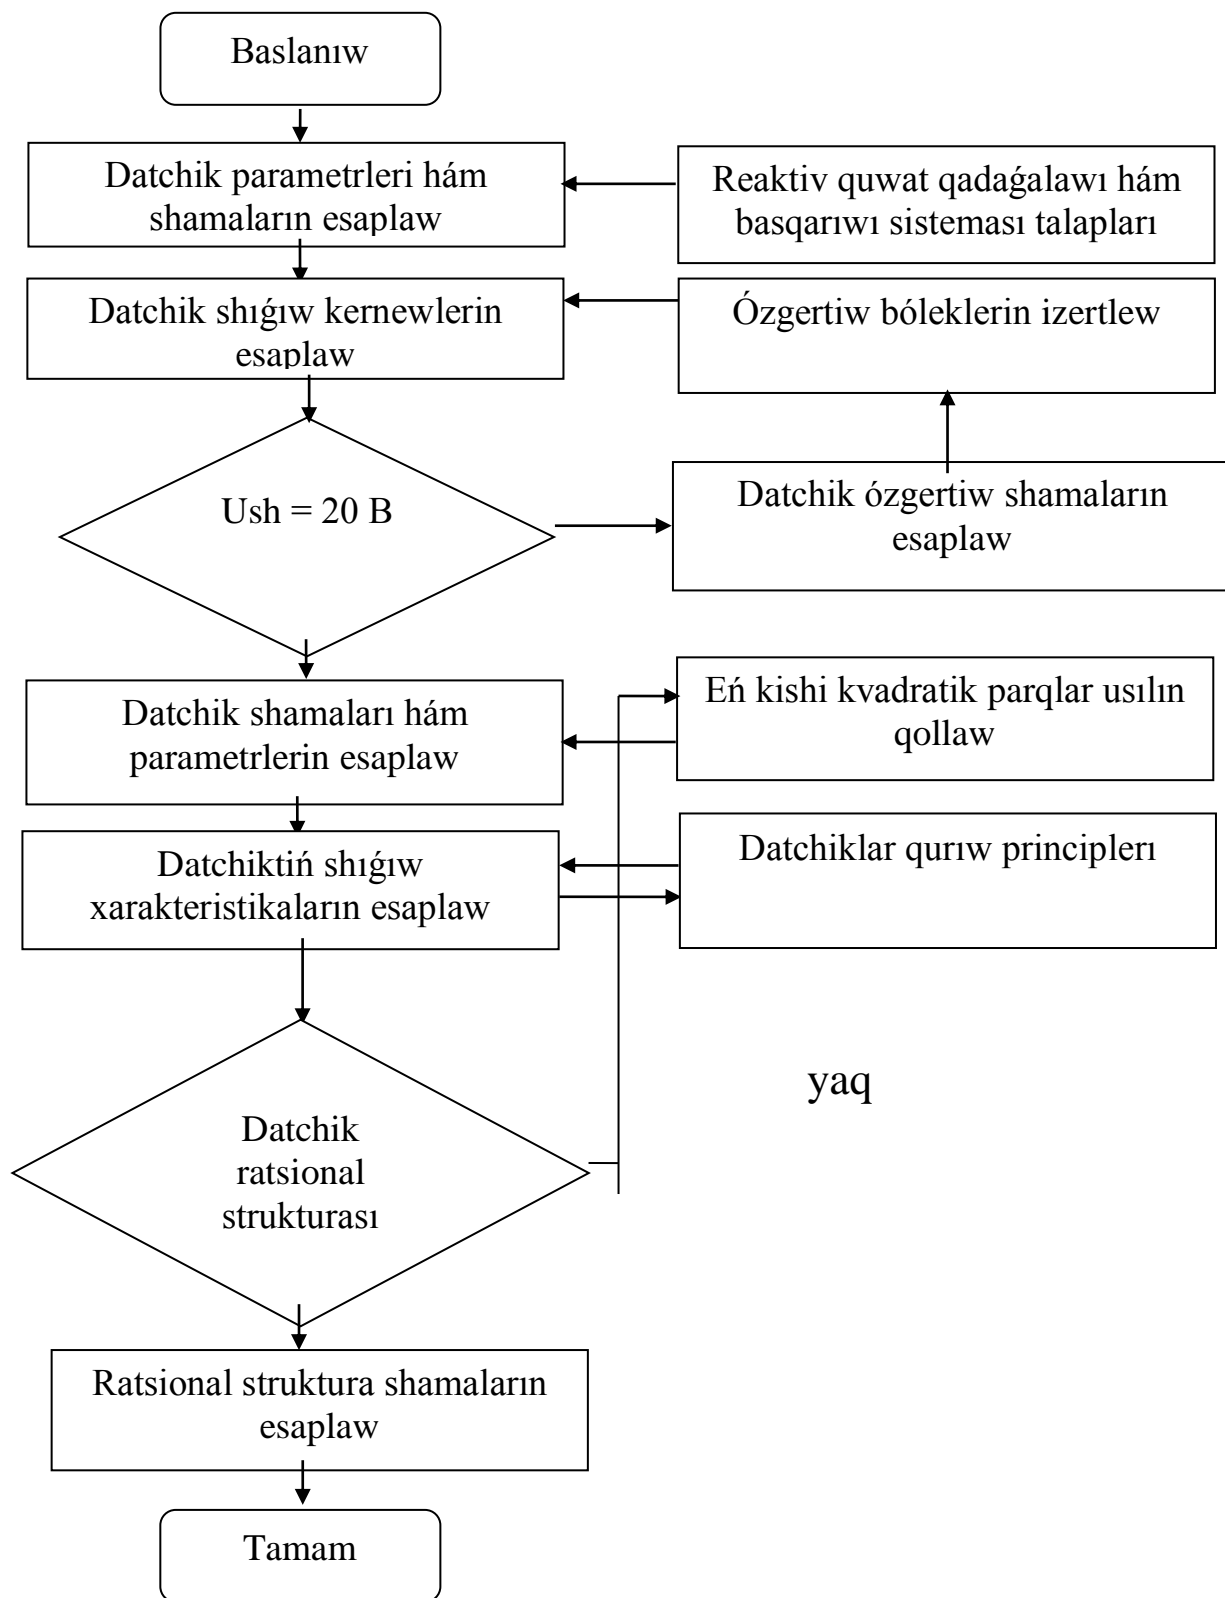 Baslanıw
Datchik parametrleri hám
shamaların esaplaw
Reaktiv quwat qadaǵalawı hám
basqarıwı sisteması talapları
Datchik shıǵıw kernewlerin
esaplaw
Ózgertiw bóleklerin izertlew
Ush = 20 B
Datchik ózgertiw shamaların
esaplaw
Datchik shamaları hám
parametrlerin esaplaw
Eń kishi kvadratik parqlar usılın
qollaw
Datchiktiń shıǵıw
xarakteristikaların esaplaw
Datchiklar qurıw principlerı
yaq
Datchik
ratsional
strukturası
Ratsional struktura shamaların
esaplaw
Tamam